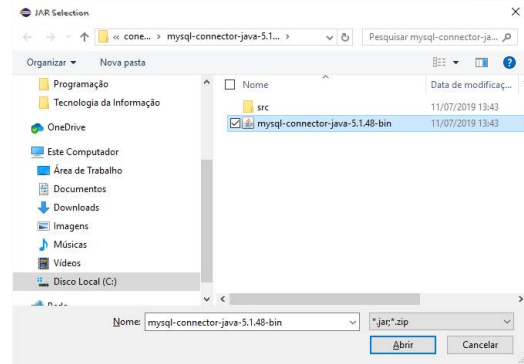 JAR Selection
« cone... > mysql-connector-java-5.1... >
Pesquisar mysql-connector-ja...
Organizar
Nova pasta
Programação
Tecnologia da Informação
OneDrive
Este Computador
Área de Trabalho
Documentos
Downloads
Imagens
Músicas
Vídeos
Disco Local (C:)
Nome
Data de modificaç...
src
11/07/2019 13:43
mysql-connector-java-5.1.48-bin
11/07/2019 13:43
Nome:
mysql-connector-java-5.1.48-bin
*.jar;*.zip
Abrir
Cancelar